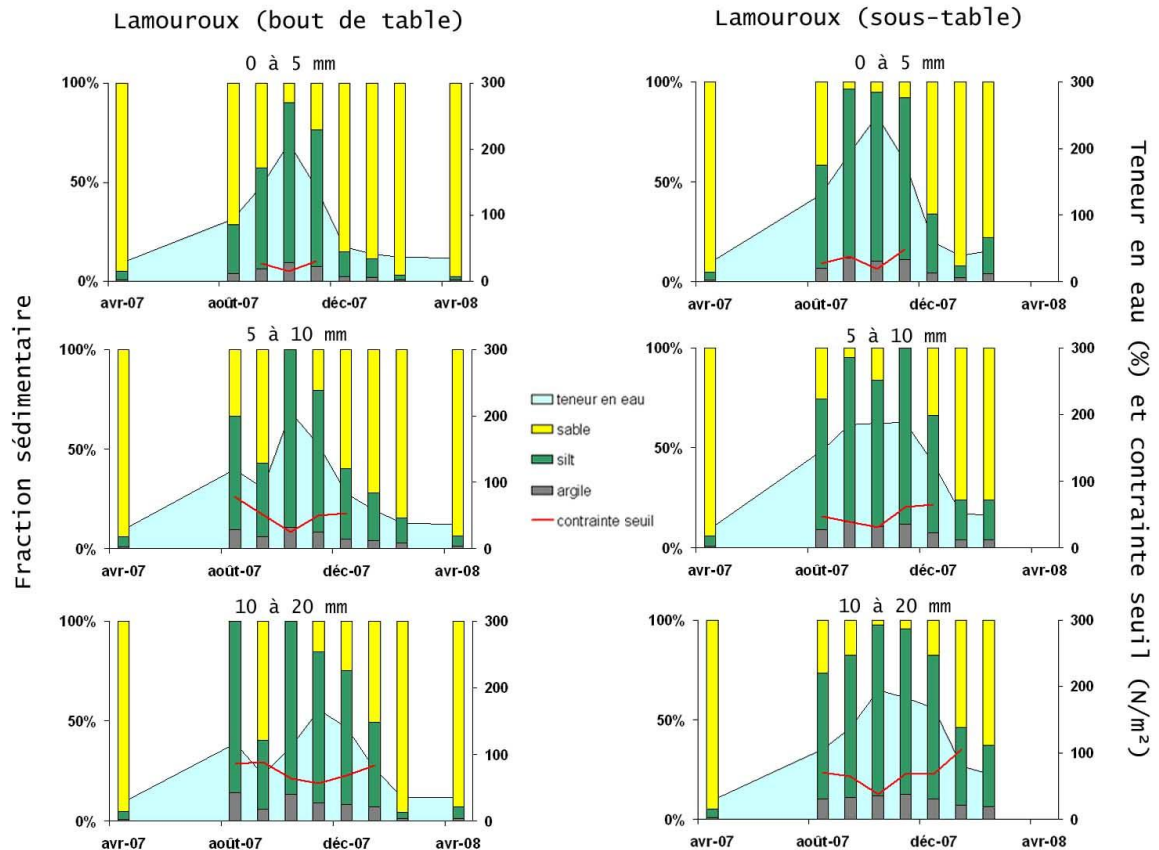 Lamouroux (bout de table)
Lamouroux (sous-table)
0 à 5 mm
100%
50%
0%
300
200
100
0
avr-07
août-07
déc-07
avr-08
0 à 5 mm
100%
50%
0%
300
200
100
0
avr-07
août-07
déc-07
avr-08
5 à 10 mm
100%
50%
0%
300
200
100
0
avr-07
août-07
déc-07
avr-08
teneur en eau
sable
silt
argile
contrainte seuil
5 à 10 mm
100%
50%
0%
300
200
100
0
avr-07
août-07
déc-07
avr-08
10 à 20 mm
100%
50%
0%
300
200
100
0
avr-07
août-07
déc-07
avr-08
10 à 20 mm
100%
50%
0%
300
200
100
0
avr-07
août-07
déc-07
avr-08
Fraction sédimentaire
Teneur en eau (%) et contrainte seuil (N/m²)